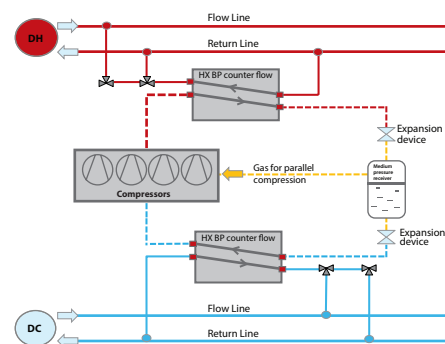 Flow Line
DH
Return Line
HX BP counter flow
Expansion
device
Gas for parallel
compression
Medium
pressure
receiver
Compressors
Expansion
device
HX BP counter flow
Flow Line
DC
Return Line